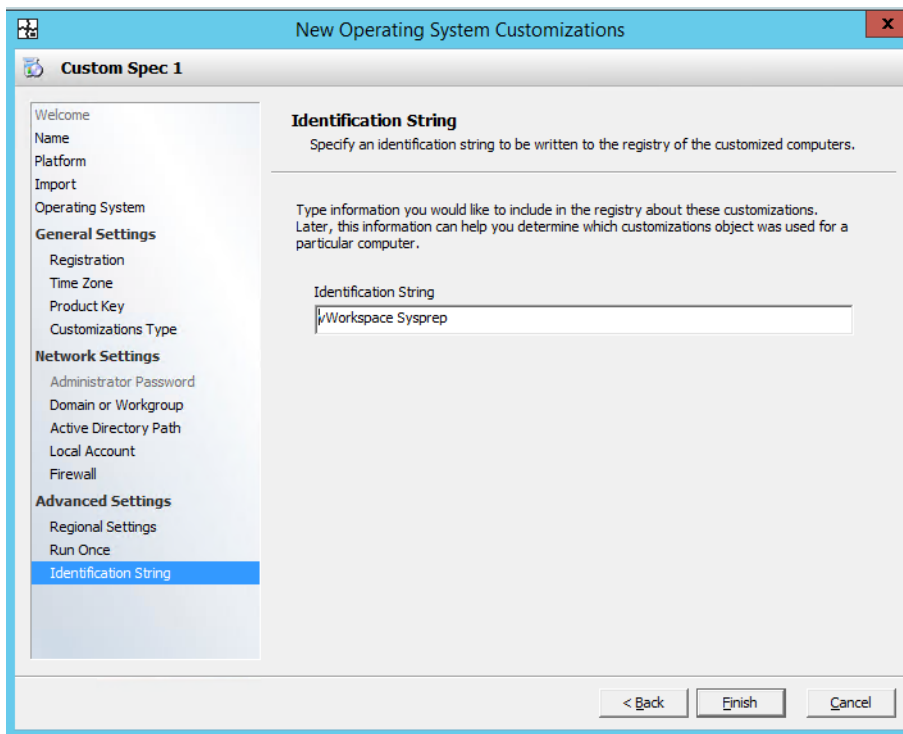 New Operating System Customizations
x
Custom Spec 1
Welcome
Name
Platform
Import
Operating System
General Settings
Registration
Time Zone
Product Key
Customizations Type
Network Settings
Administrator Password
Domain or Workgroup
Active Directory Path
Local Account
Firewall
Advanced Settings
Regional Settings
Run Once
Identification String
Identification String
Specify an identification string to be written to the registry of the customized computers.
Type information you would like to include in the registry about these customizations.
Later, this information can help you determine which customizations object was used for a
particular computer.
Identification String
vWorkspace Sysprep
< Back
Finish
Cancel